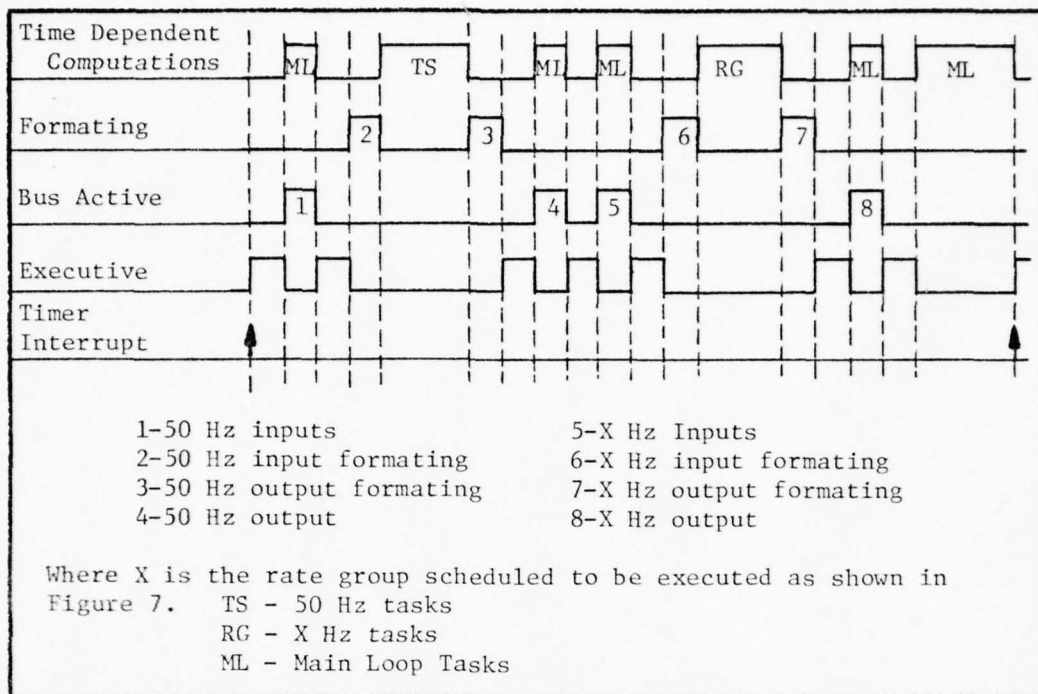 Time Dependent
Computations
ML TS ML ML RG ML ML
Formating
2 3 6 7
Bus Active
1 4 5 8
Executive
Timer
Interrupt
1-50 Hz inputs 5-X Hz Inputs
2-50 Hz input formating 6-X Hz input formating
3-50 Hz output formating 7-X Hz output formating
4-50 Hz output 8-X Hz output
Where X is the rate group scheduled to be executed as shown in
Figure 7. TS - 50 Hz tasks
RG - X Hz tasks
ML - Main Loop Tasks